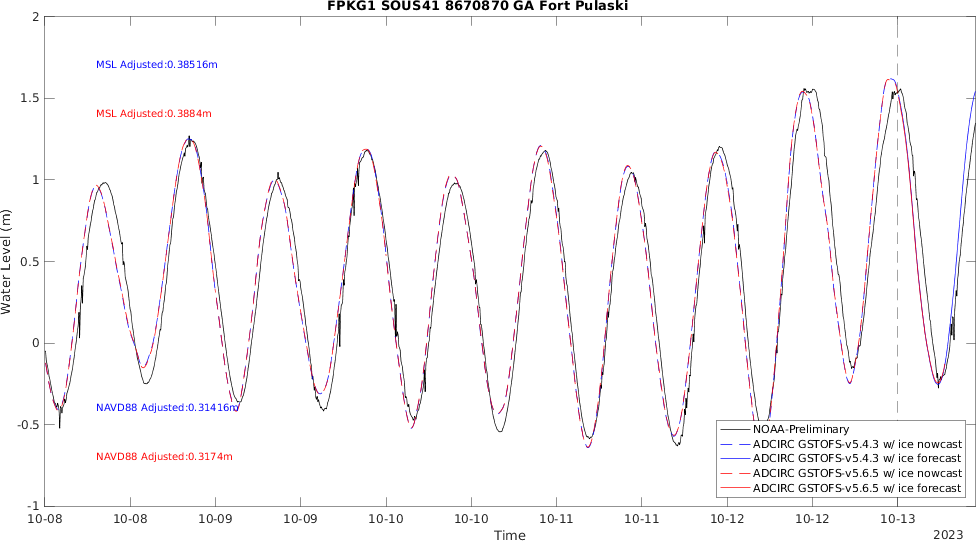 FPKG1 SOUS41 8670870 GA Fort Pulaski
2
1.5
1
0.5
0
-0.5
-1
Water Level (m)
MSL Adjusted:0.38516m
MSL Adjusted:0.3884m
NAVD88 Adjusted:0.31416m
NAVD88 Adjusted:0.3174m
NOAA-Preliminary
ADCIRC GSTOFS-v5.4.3 w/ ice nowcast
ADCIRC GSTOFS-v5.4.3 w/ ice forecast
ADCIRC GSTOFS-v5.6.5 w/ ice nowcast
ADCIRC GSTOFS-v5.6.5 w/ ice forecast
10-08 10-08 10-09 10-09 10-10 10-10 10-11 10-11 10-12 10-12 10-13
Time
2023